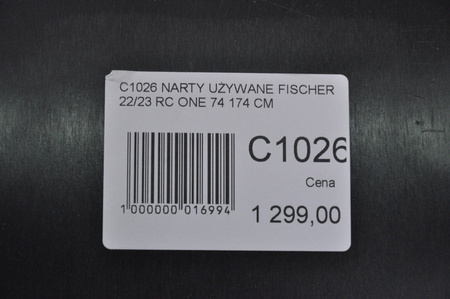 C1026 NARTY UŻYWANE FISCHER
22/23 RC ONE 74 174 CM
C1026
Cena
1 000000 016994
1 299,00